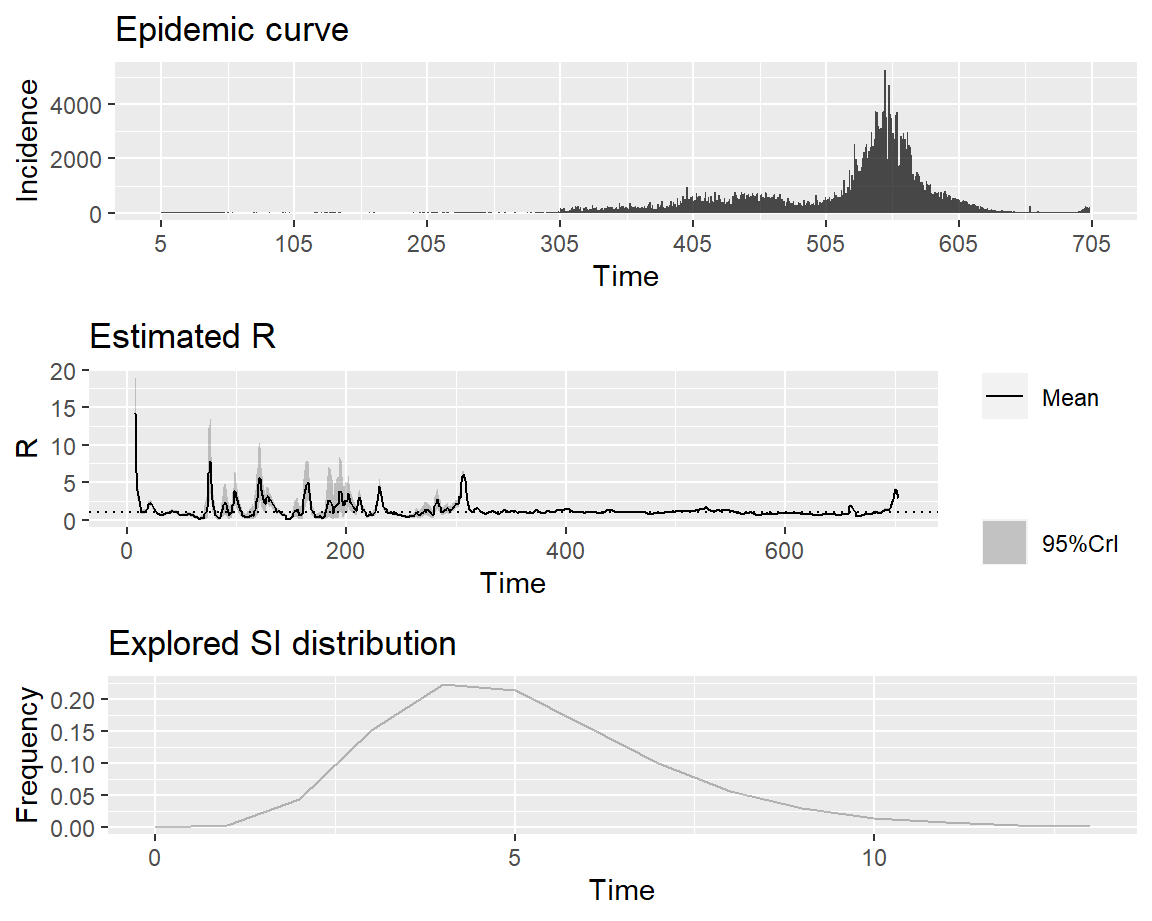 Epidemic curve
Incidence
4000
2000
0
5 105 205 305 405 505 605 705
Time
Estimated R
R
20
15
10
5
0
0 200 400 600
Time
Mean
95%CrI
Explored SI distribution
Frequency
0.20
0.15
0.10
0.05
0.00
0 5 10
Time